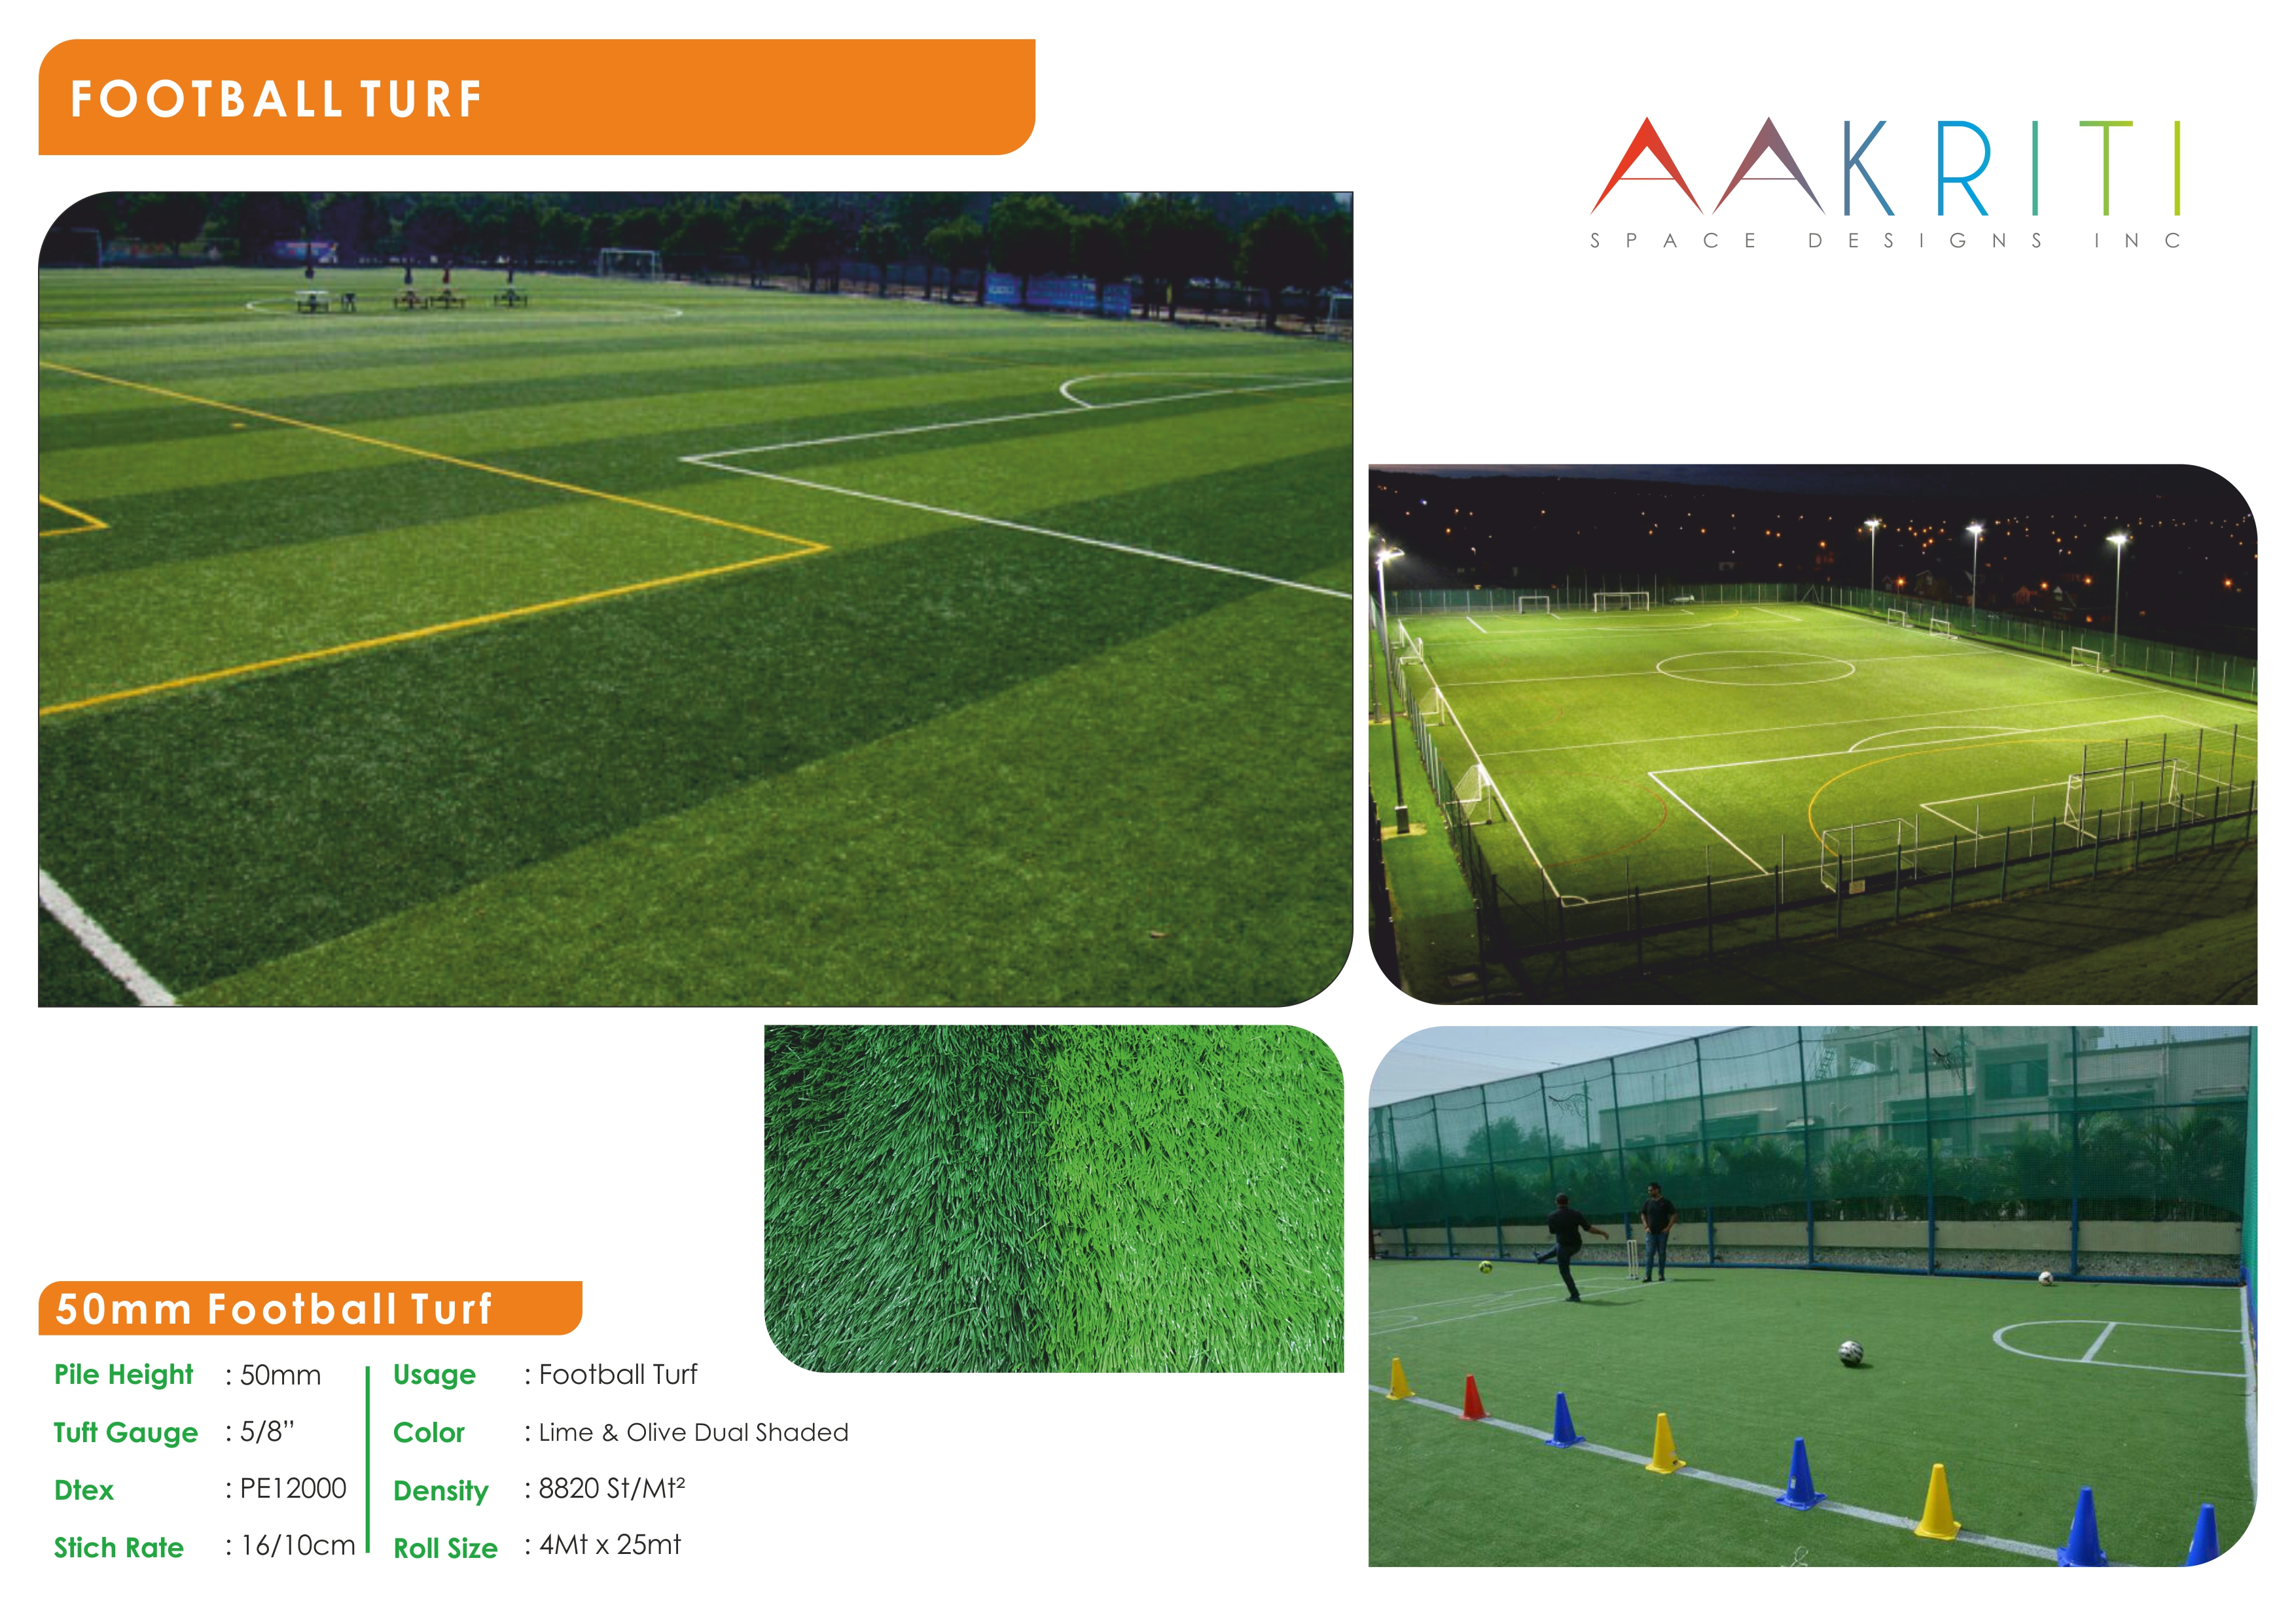 FOOTBALL TURF
AAKRITI
SPACE DESIGNS INC
50mm Football Turf
Pile Height : 50mm
Tuft Gauge : 5/8”
Dtex : PE12000
Stich Rate : 16/10cm
Usage : Football Turf
Color : Lime & Olive Dual Shaded
Density : 8820 St/Mt²
Roll Size : 4Mt x 25mt